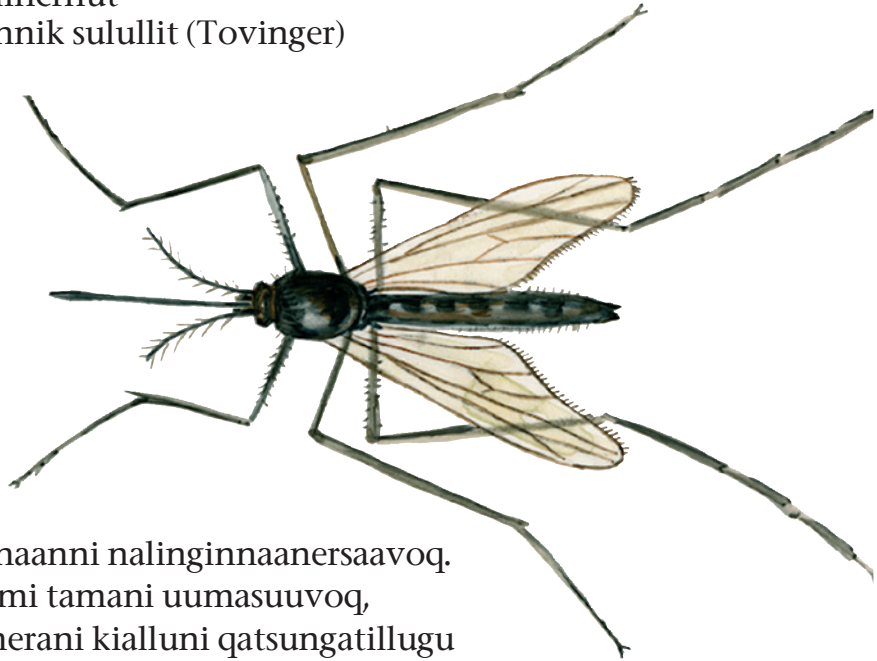 nnik sulullit (Tovinger)
naanni nalinginnaanersaavoq.
mi tamani uumasuuvoq,
nerani kialluni qatsungatillugu